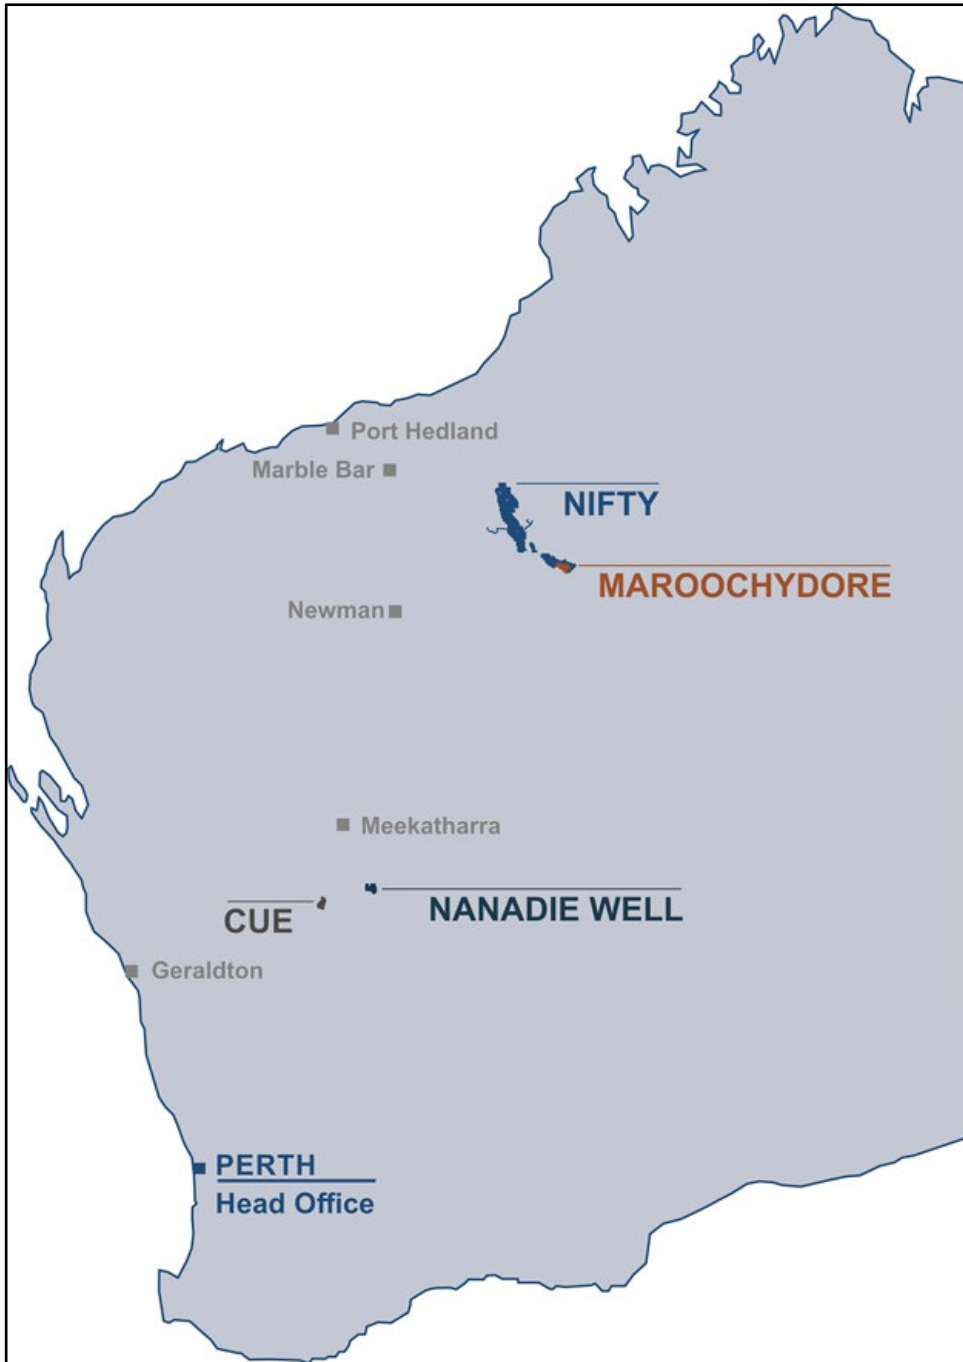 Port Hedland
Marble Bar
NIFTY
MAROOCHYDORE
Newman
Meekatharra
NANADIE WELL
CUE
Geraldton
PERTH
Head Office